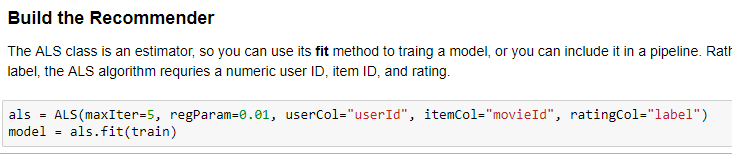 Build the Recommender
The ALS class is an estimator, so you can use its fit method to traing a model, or you can include it in a pipeline.
label, the ALS algorithm requries a numeric user ID, item ID, and rating.
als = ALS(maxIter=5, regParam=0.01, userCol="userId", itemCol="movieId", ratingCol="label")
model = als.fit(train)